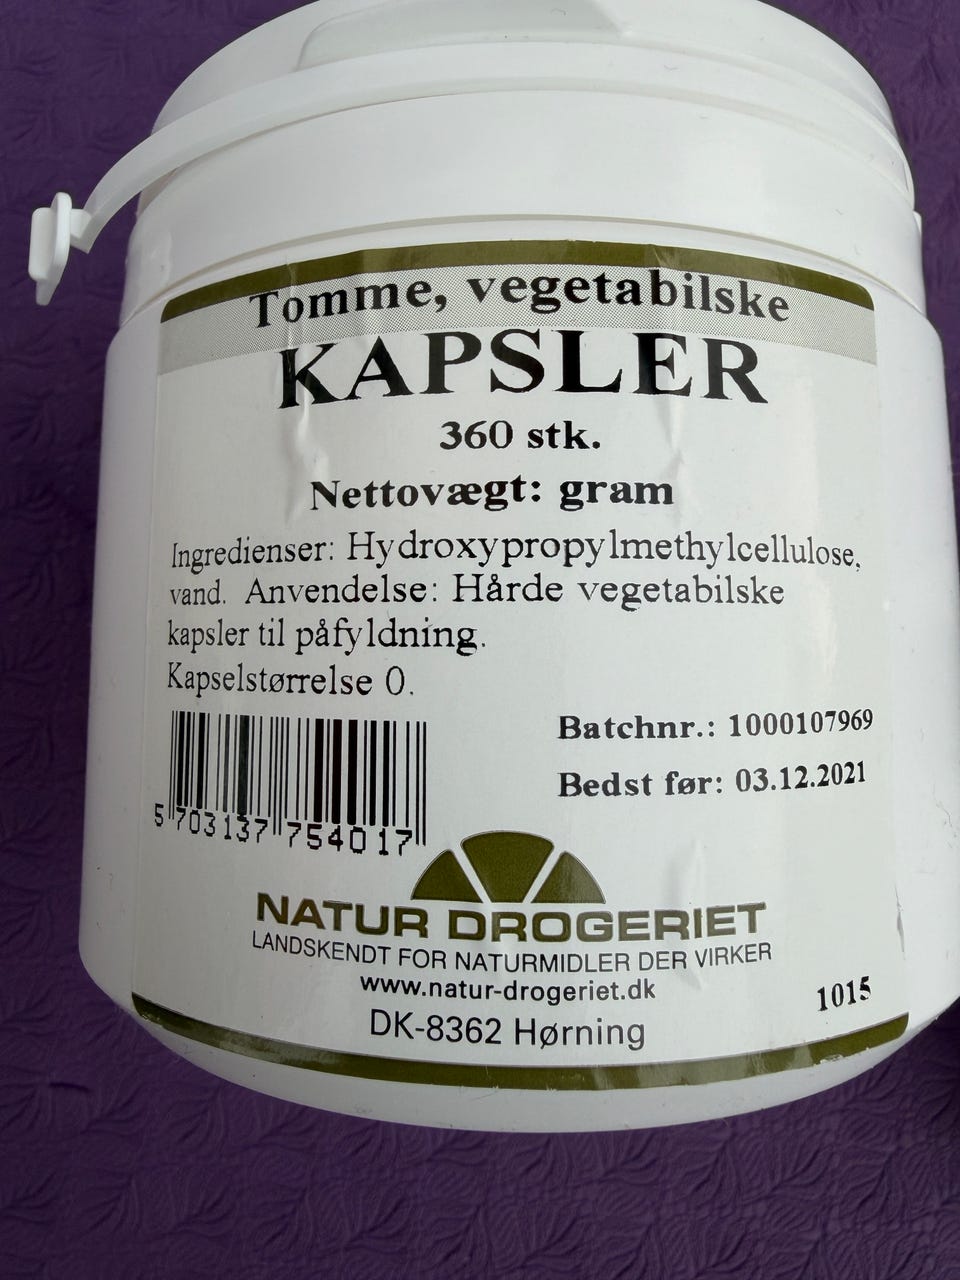 Tomme, vegetabilske
KAPSLER
360 stk.
Nettovægt: gram
Ingredienser: Hydroxypropylmethylcellulose,
vand. Anvendelse: Hårde vegetabilske
kapsler til påfyldning.
Kapselstørrelse 0.
Batchnr.: 1000107969
Bedst før: 03.12.2021
5 703137 754017
NATUR DROGERIET
LANDSKENDT FOR NATURMIDLER DER VIRKER
www.natur-drogeriet.dk
1015
DK-8362 Hørning